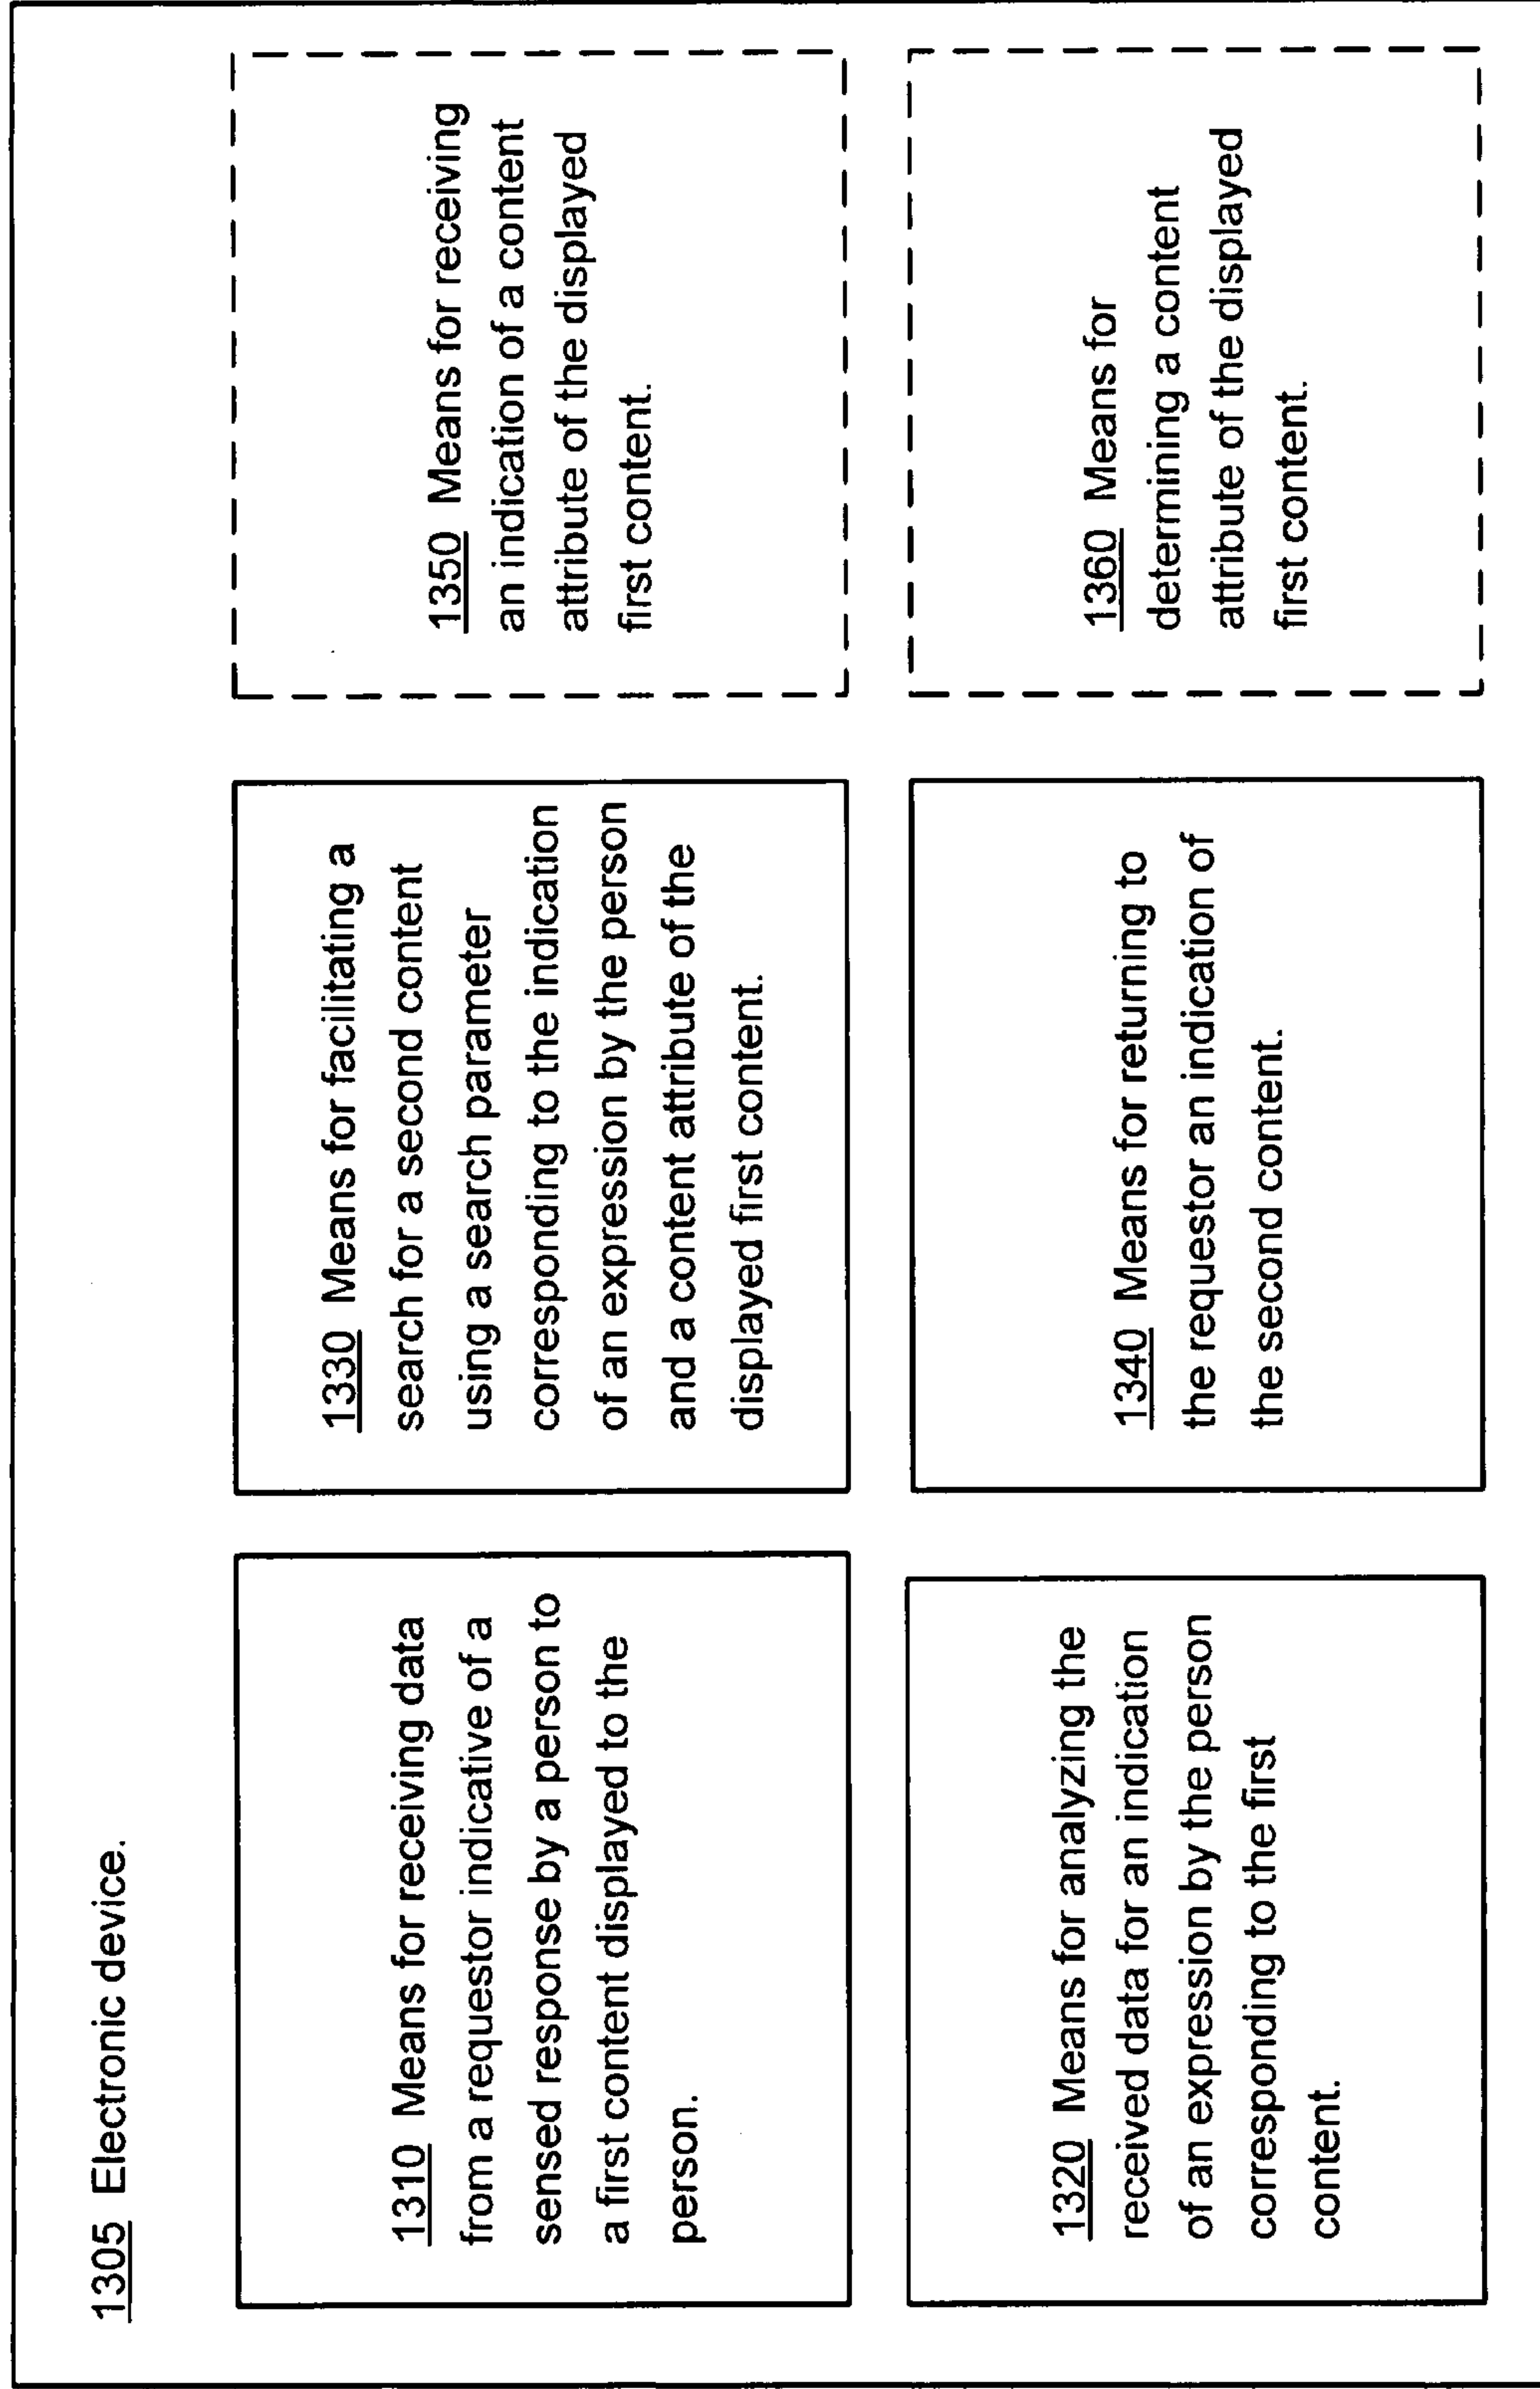 1305 Electronic device.
1310 Means for receiving data
from a requestor indicative of a
sensed response by a person to
a first content displayed to the
person.
1320 Means for analyzing the
received data for an indication
of an expression by the person
corresponding to the first
content.
1330 Means for facilitating a
search for a second content
using a search parameter
corresponding to the indication
of an expression by the person
and a content attribute of the
displayed first content.
1340 Means for returning to
the requestor an indication of
the second content.
1350 Means for receiving
an indication of a content
attribute of the displayed
first content.
1360 Means for
determining a content
attribute of the displayed
first content.